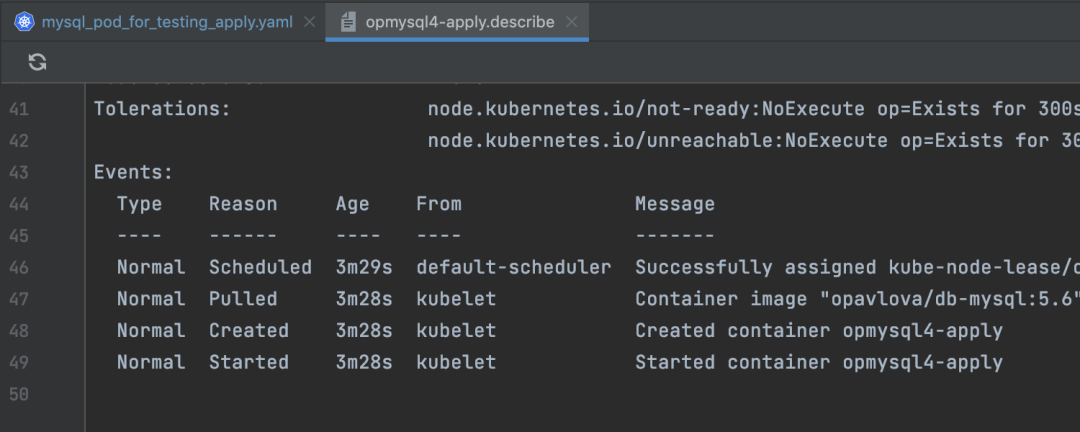 mysql_pod_for_testing_apply.yaml opmysql4-apply.describe
41 Tolerations: node.kubernetes.io/not-ready:NoExecute op=Exists for 300s
42 node.kubernetes.io/unreachable:NoExecute op=Exists for 30
43 Events:
44 Type Reason Age From Message
45 ---- ------ ---- ---- -------
46 Normal Scheduled 3m29s default-scheduler Successfully assigned kube-node-lease/
47 Normal Pulled 3m28s kubelet Container image "opavlova/db-mysql:5.6"
48 Normal Created 3m28s kubelet Created container opmysql4-apply
49 Normal Started 3m28s kubelet Started container opmysql4-apply
50